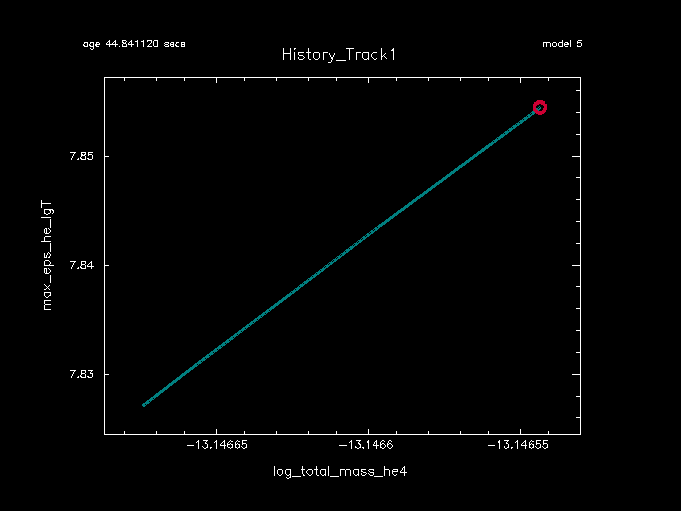 age 44.841120 secs
model 5
History_Track1
7.85
7.84
7.83
max_eps_he_lgT
-13.14665
-13.1466
-13.14655
log_total_mass_he4